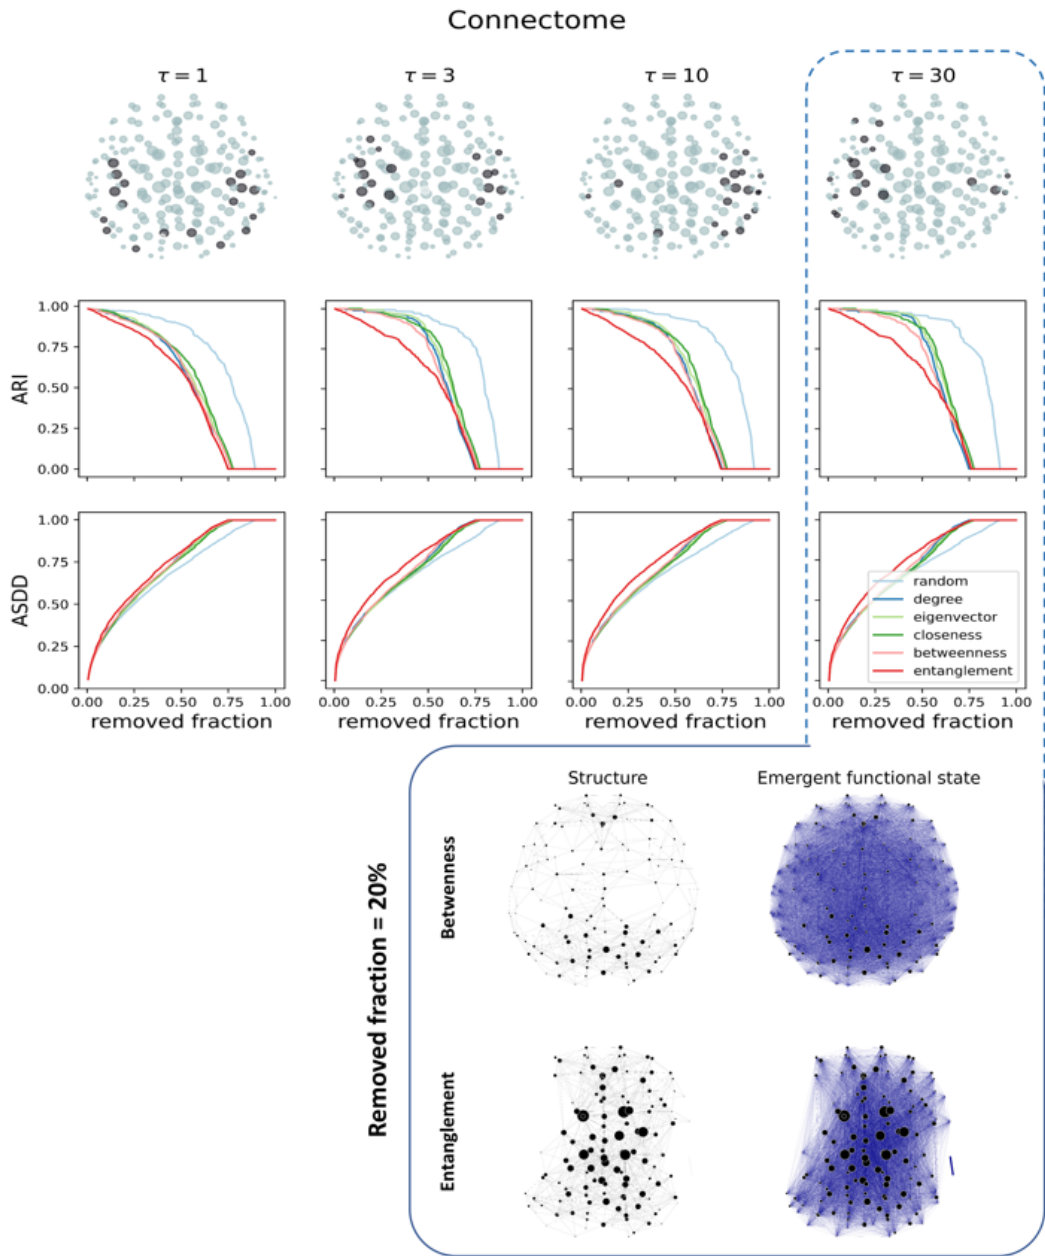 Connectome
τ = 1
τ = 3
τ = 10
τ = 30
ARI
1.00
0.75
0.50
0.25
0.00
0.00 0.25 0.50 0.75 1.00
removed fraction
0.00 0.25 0.50 0.75 1.00
removed fraction
0.00 0.25 0.50 0.75 1.00
removed fraction
0.00 0.25 0.50 0.75 1.00
removed fraction
ASDD
1.00
0.75
0.50
0.25
0.00
random
degree
eigenvector
closeness
betweenness
entanglement
Removed fraction = 20%
Structure
Emergent functional state
Betwenness
Entanglement